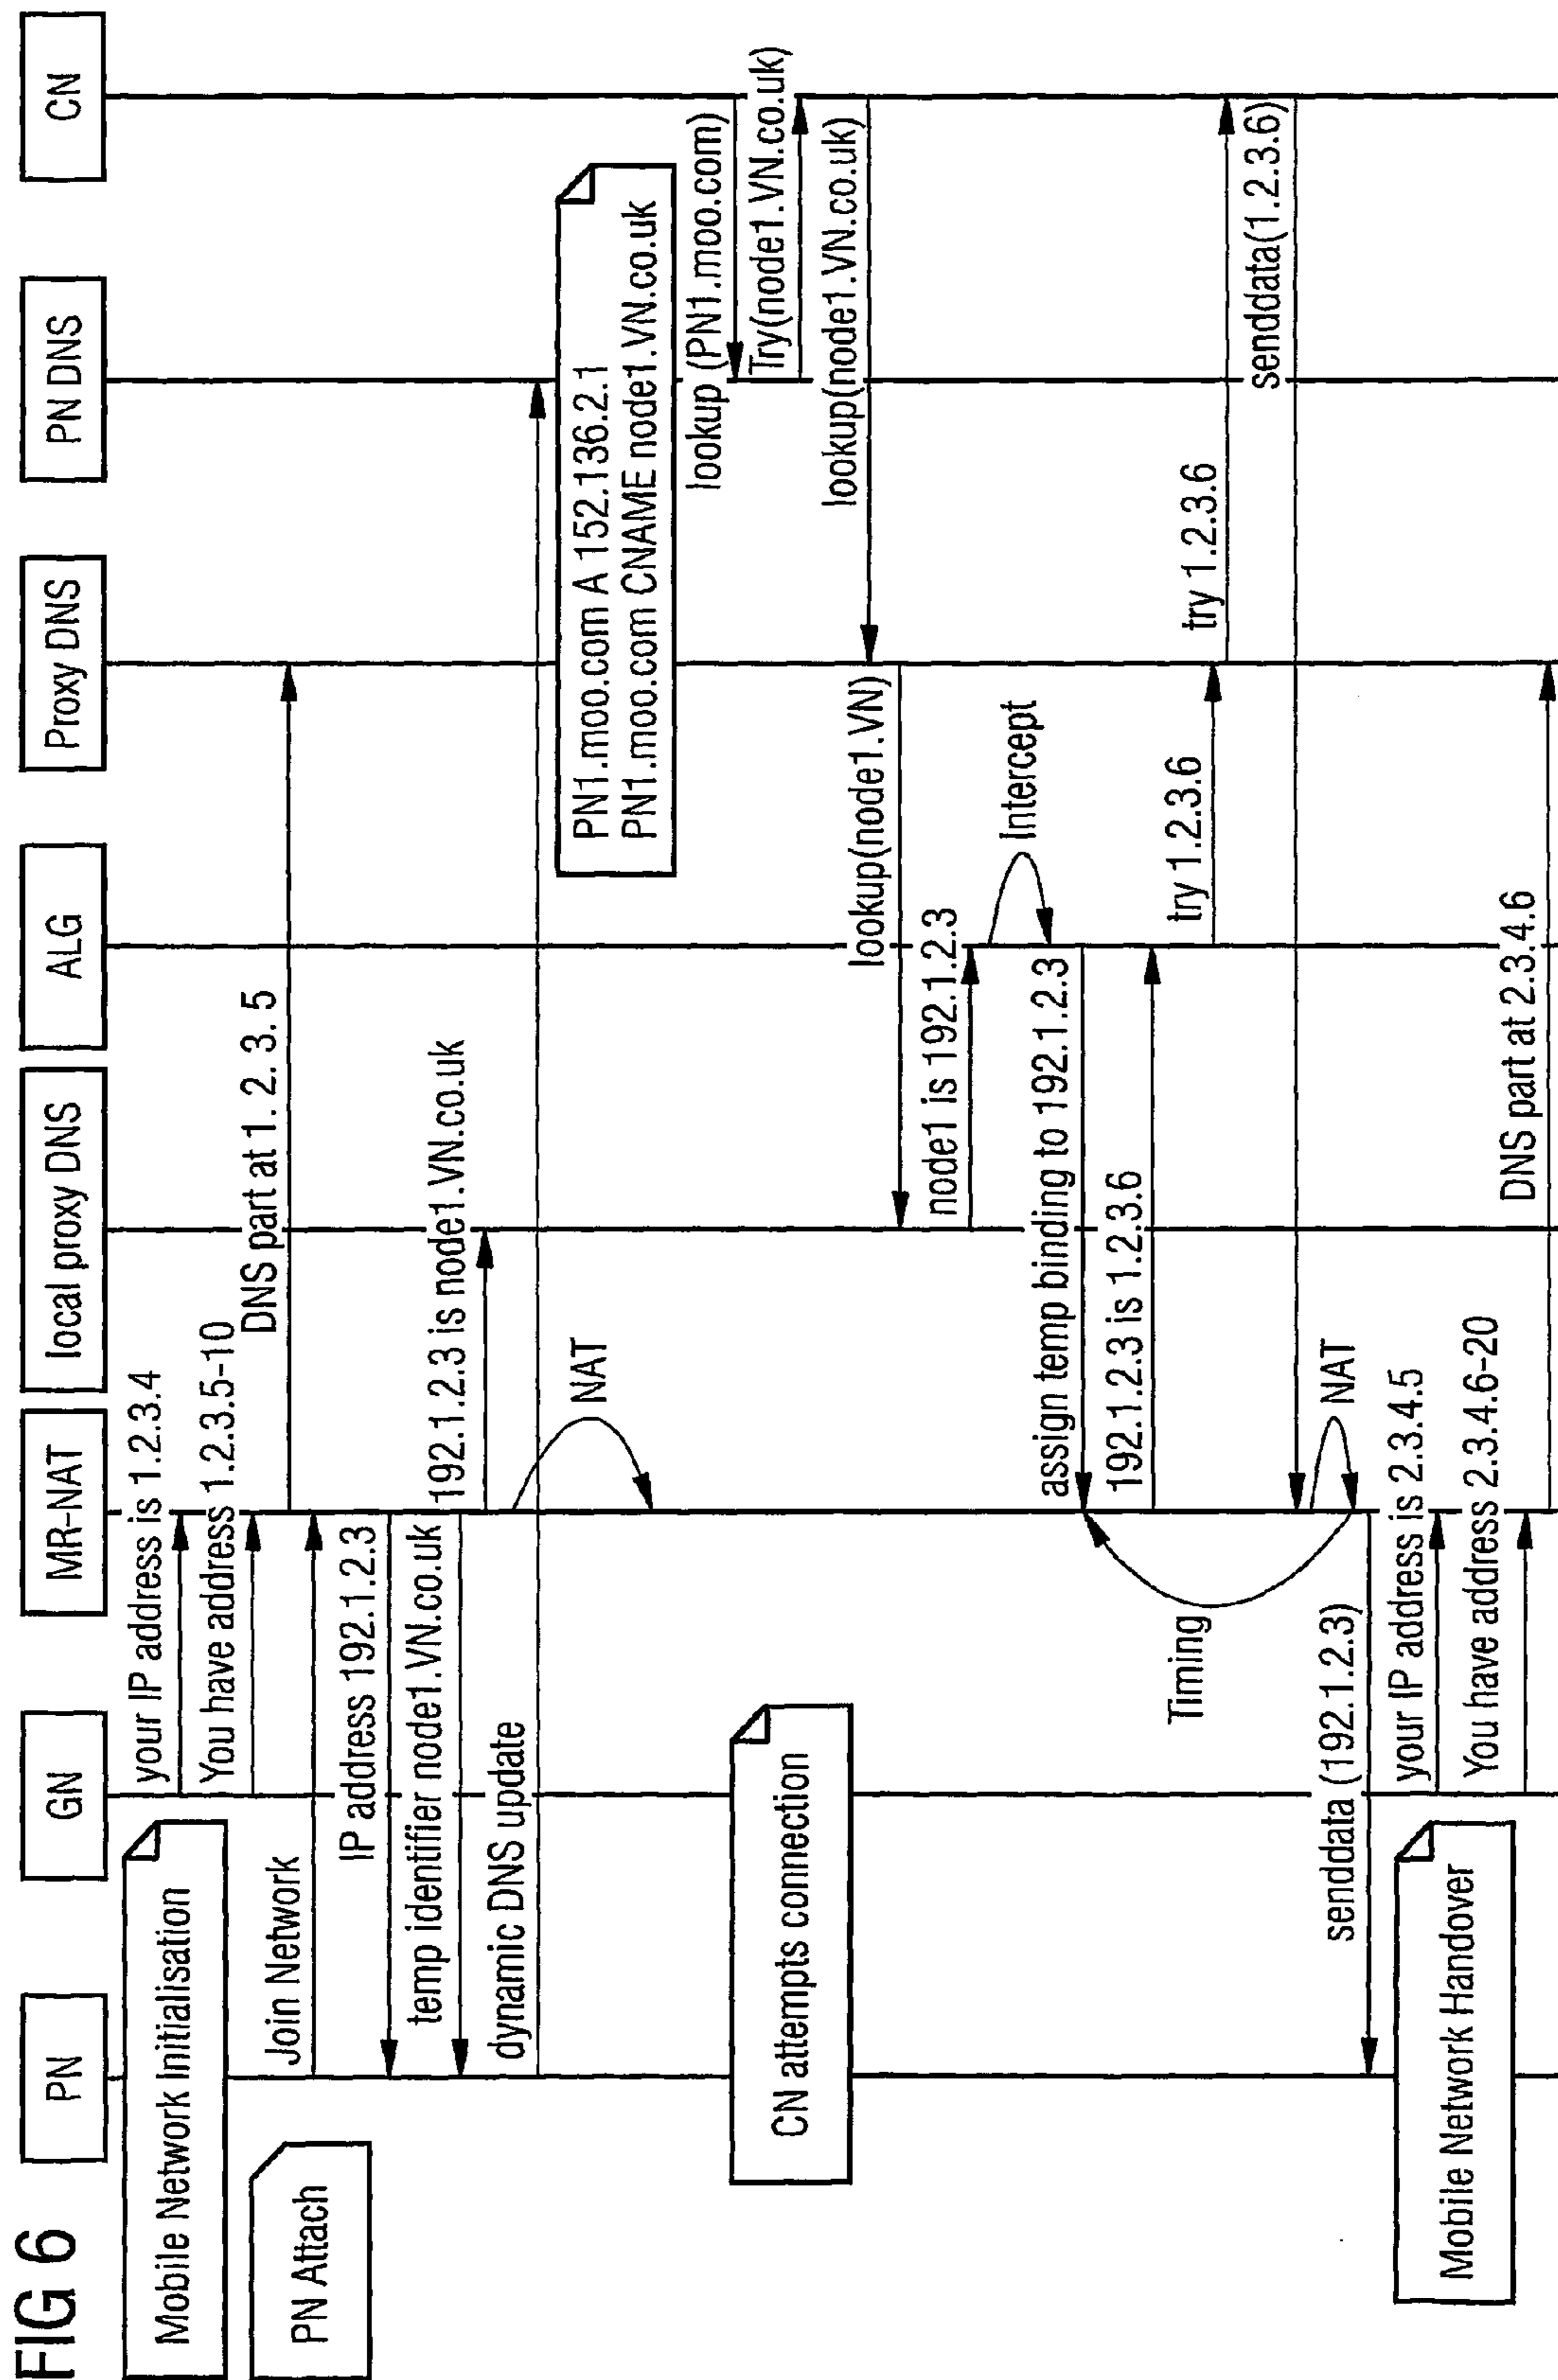 FIG 6
PN
GN
MR-NAT
local proxy DNS
ALG
Proxy DNS
PN DNS
CN
Mobile Network Initialisation
your IP address is 1.2.3.4
You have address 1.2.3.5-10
DNS part at 1. 2. 3. 5
PN Attach
Join Network
IP address 192.1.2.3
temp identifier node1.VN.co.uk
192.1.2.3 is node1.VN.co.uk
dynamic DNS update
NAT
PN1.moo.com A 152.136.2.1
PN1.moo.com CNAME node1.VN.co.uk
CN attempts connection
lookup (PN1.moo.com)
Try(node1.VN.co.uk)
lookup(node1.VN.co.uk)
lookup(node1.VN)
node1 is 192.1.2.3
Intercept
assign temp binding to 192.1.2.3
192.1.2.3 is 1.2.3.6
try 1.2.3.6
try 1.2.3.6
Timing
senddata(1.2.3.6)
NAT
senddata (192.1.2.3)
Mobile Network Handover
your IP address is 2.3.4.5
You have address 2.3.4.6-20
DNS part at 2.3.4.6